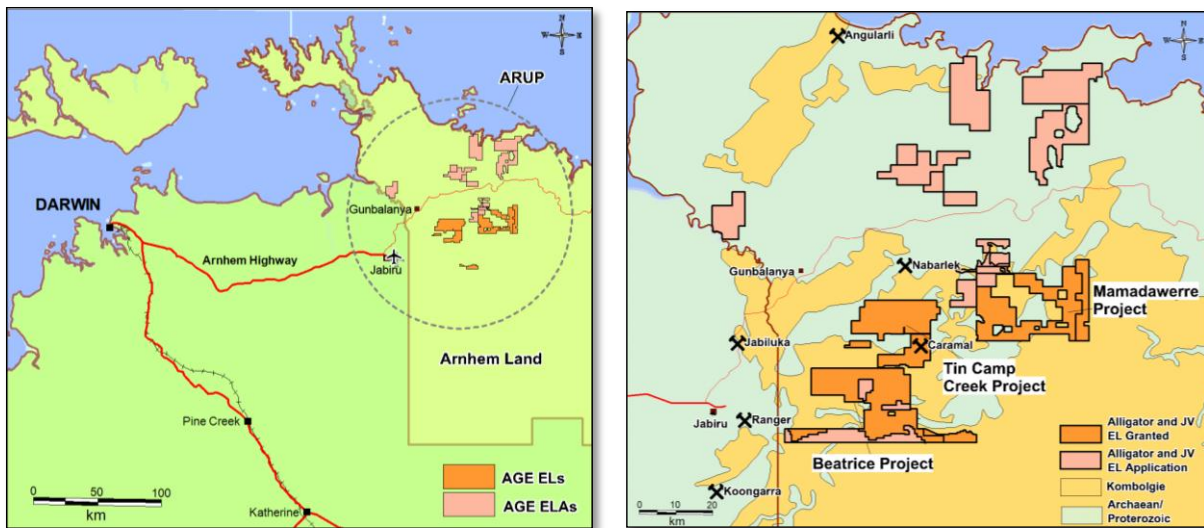 N
W
E
S
ARUP
DARWIN
Gunbalanya
Arnhem Highway
Jabiru
Arnhem Land
Pine Creek
AGE ELs
AGE ELAs
0 50 100
km
Katherine
N
W
E
S
Angularli
Gunbalanya
Nabarlek
Mamadawerre
Project
Jabiluka
Caramal
Tin Camp
Creek Project
Jabiru
Ranger
Beatrice Project
Koongarra
0 10 20
km
Alligator and JV
EL Granted
Alligator and JV
EL Application
Kombolgie
Archaean/
Proterozoic